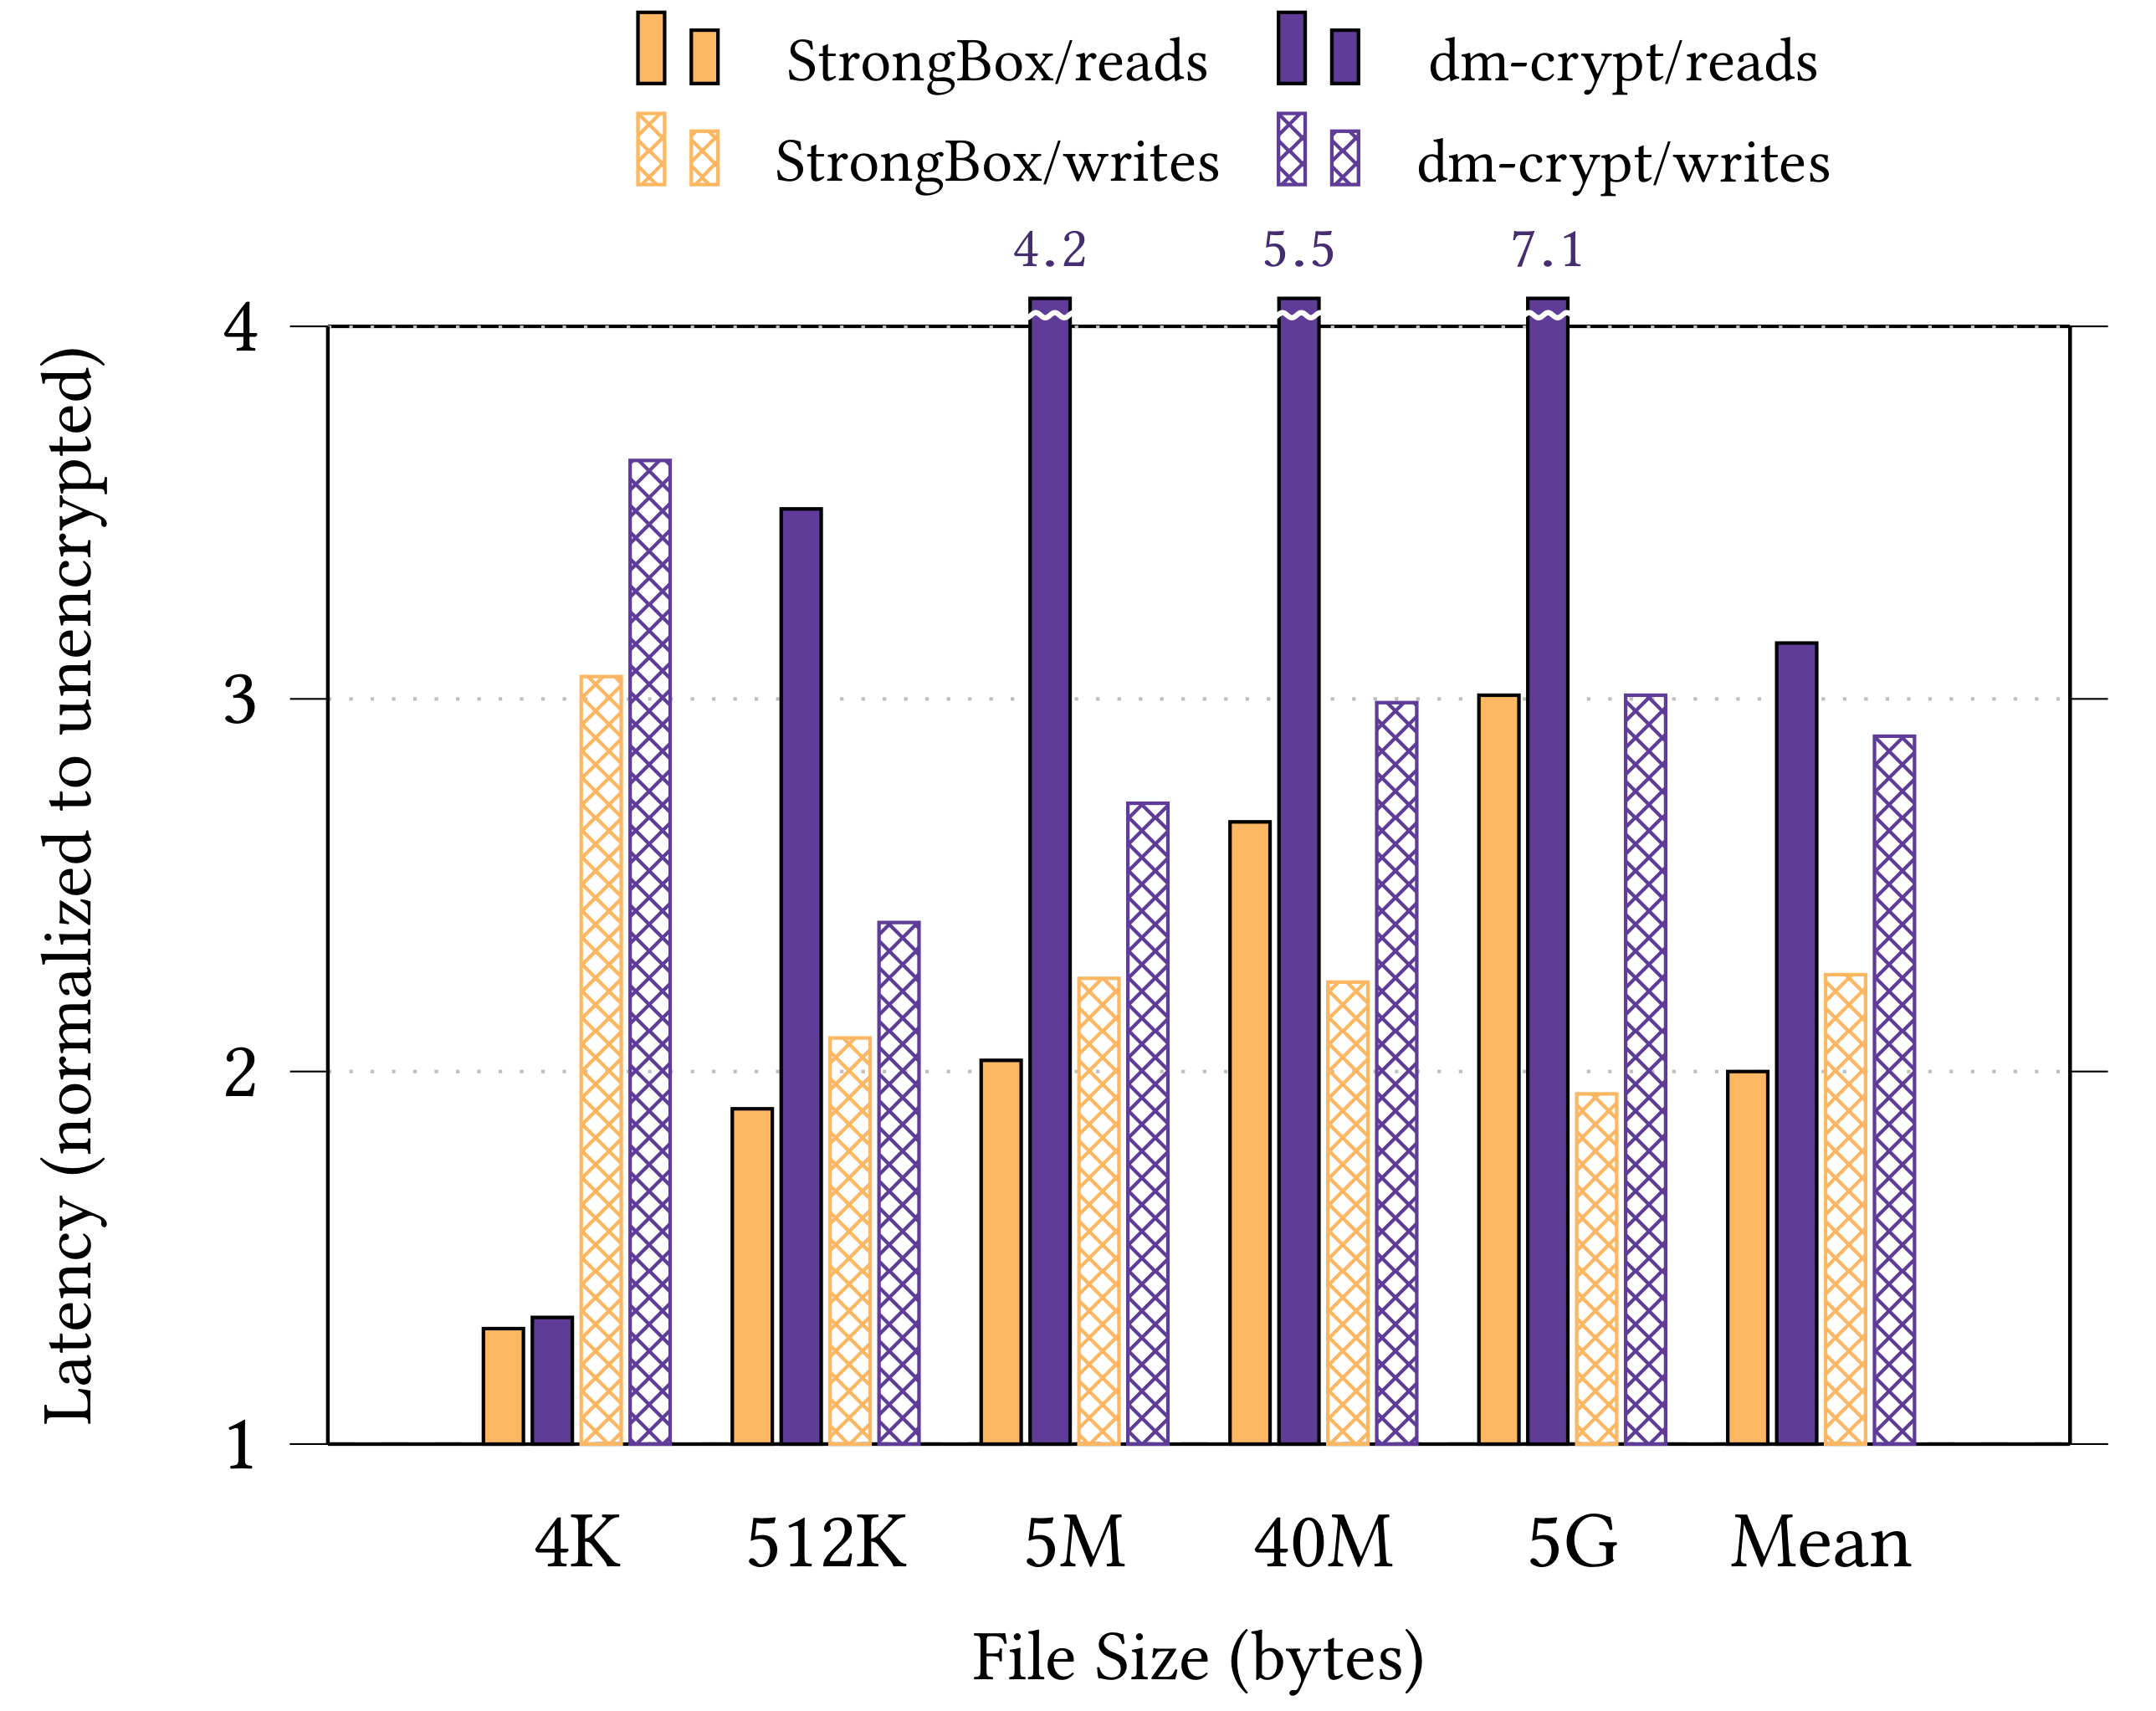 StrongBox/reads dm-crypt/reads
StrongBox/writes dm-crypt/writes
4.2 5.5 7.1
Latency (normalized to unencrypted)
4
3
2
1
4K 512K 5M 40M 5G Mean
File Size (bytes)